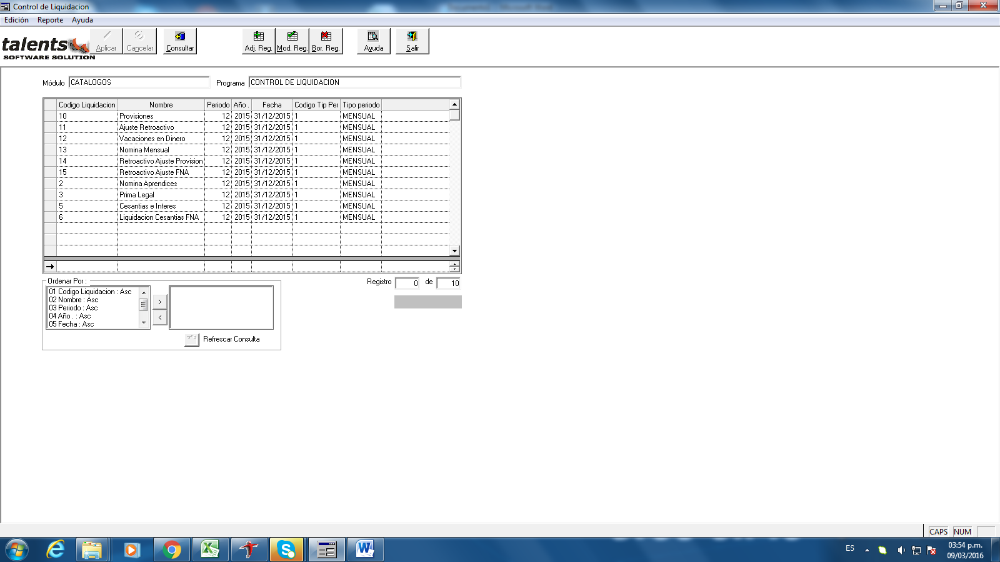 Control de Liquidacion
Edición Reporte Ayuda
talents
SOFTWARE SOLUTION
Aplicar Cancelar Consultar Adj. Reg. Mod. Reg. Bor. Reg. Ayuda Salir
Módulo CATALOGOS Programa CONTROL DE LIQUIDACION
Codigo Liquidacion Nombre Periodo Año . Fecha Codigo Tip Per Tipo periodo
10 Provisiones 12 2015 31/12/2015 1 MENSUAL
11 Ajuste Retroactivo 12 2015 31/12/2015 1 MENSUAL
12 Vacaciones en Dinero 12 2015 31/12/2015 1 MENSUAL
13 Nomina Mensual 12 2015 31/12/2015 1 MENSUAL
14 Retroactivo Ajuste Provision 12 2015 31/12/2015 1 MENSUAL
15 Retroactivo Ajuste FNA 12 2015 31/12/2015 1 MENSUAL
2 Nomina Aprendices 12 2015 31/12/2015 1 MENSUAL
3 Prima Legal 12 2015 31/12/2015 1 MENSUAL
5 Cesantias e Interes 12 2015 31/12/2015 1 MENSUAL
6 Liquidacion Cesantias FNA 12 2015 31/12/2015 1 MENSUAL
Registro 0 de 10
Ordenar Por :
01 Codigo Liquidacion : Asc
02 Nombre : Asc
03 Periodo : Asc
04 Año . : Asc
05 Fecha : Asc
>
<
Refrescar Consulta
CAPS NUM
ES
03:54 p.m.
09/03/2016